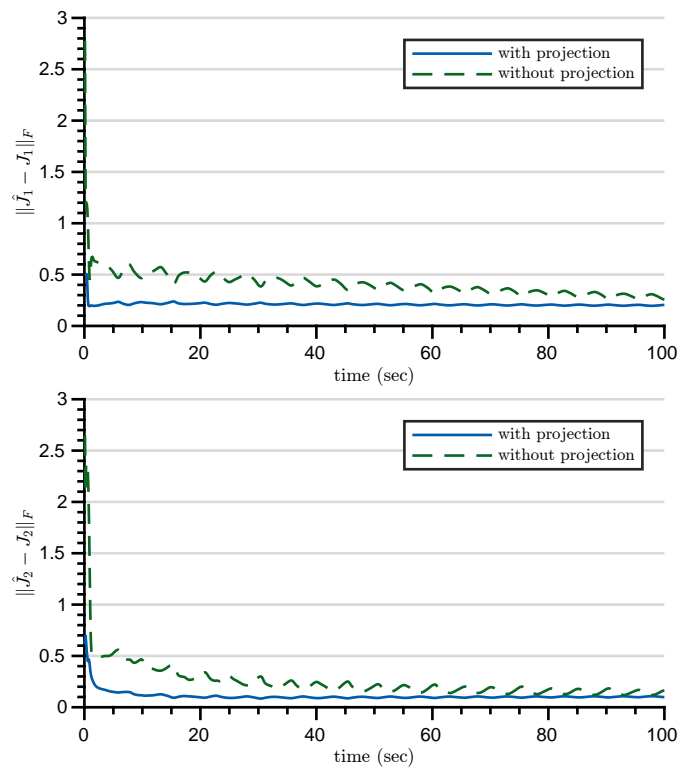 3
2.5
2
1.5
1
0.5
0
‖Ĵ₁ − J₁‖_F
with projection
without projection
0 20 40 60 80 100
time (sec)
3
2.5
2
1.5
1
0.5
0
‖Ĵ₂ − J₂‖_F
with projection
without projection
0 20 40 60 80 100
time (sec)